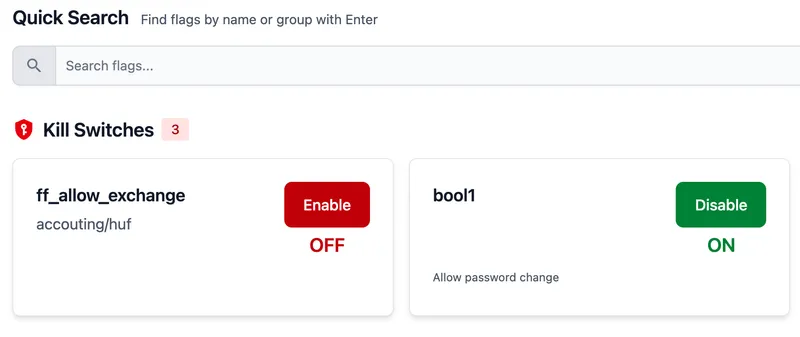 Quick Search Find flags by name or group with Enter
Search flags...
Kill Switches 3
ff_allow_exchange
Enable
accouting/huf
OFF
bool1
Disable
ON
Allow password change